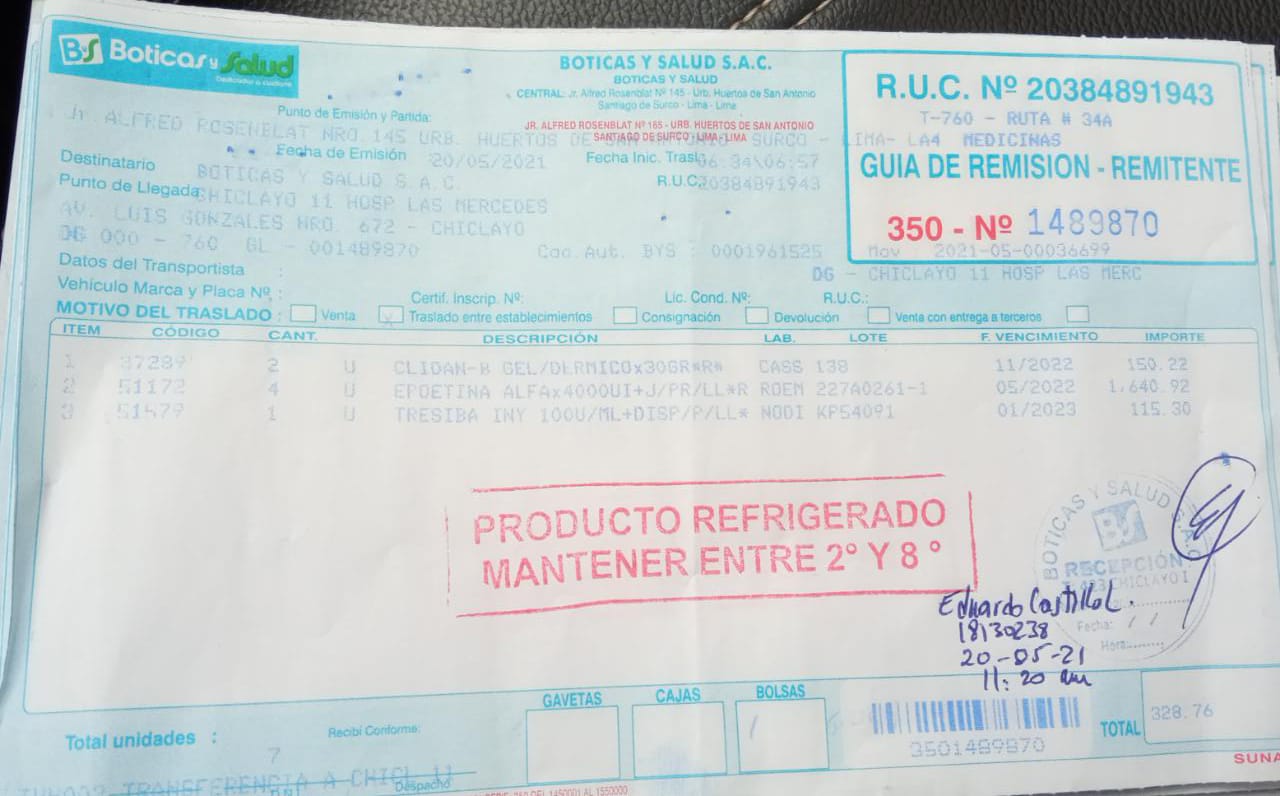 BS Boticas y Salud
Dedicados a cuidarte
BOTICAS Y SALUD S.A.C.
BOTICAS Y SALUD
CENTRAL: Jr. Alfred Rosenblat Nº 145 - Urb. Huertos de San Antonio
Santiago de Surco - Lima - Lima
JR. ALFRED ROSENBLAT Nº 165 - URB. HUERTOS DE SAN ANTONIO
SANTIAGO DE SURCO - LIMA - LIMA
R.U.C. Nº 20384891943
T-760 - RUTA # 34A
MEDICINAS
GUIA DE REMISION - REMITENTE
350 - Nº 1489870
Mov 2021-05-00036699
Punto de Emisión y Partida:
Jr. ALFRED ROSENBLAT NRO. 145 URB. HUERTOS DE SURCO - LIMA- LA4
Fecha de Emisión 20/05/2021 Fecha Inic. Trasl. 06:34\06:57
Destinatario BOTICAS Y SALUD S.A.C. R.U.C. 20384891943
Punto de Llegada CHICLAYO 11 HOSP LAS MERCEDES
AV. LUIS GONZALES NRO. 672 - CHICLAYO
DG 000 - 760 GL - 001489870 Aut. BYS : 0001961525
DG - CHICLAYO 11 HOSP LAS MERC
Datos del Transportista :
Vehículo Marca y Placa Nº : Certif. Inscrip. Nº: Lic. Cond. Nº: R.U.C.:
MOTIVO DEL TRASLADO : Venta X Traslado entre establecimientos Consignación Devolución Venta con entrega a terceros
ITEM CÓDIGO CANT. DESCRIPCIÓN LAB. LOTE F. VENCIMIENTO IMPORTE
1 37289 2 U CLIDAN-B GEL/DERMICOx30GR*R* CASS 138 11/2022 150.22
2 51172 4 U EPOETINA ALFAx4000UI+J/PR/LL*R ROEM 227A0261-1 05/2022 1,640.92
3 51479 1 U TRESIBA INY 100U/ML+DISP/P/LL* NODI KP54091 01/2023 115.30
PRODUCTO REFRIGERADO
MANTENER ENTRE 2° Y 8 °
BOTICAS Y SALUD S.A.C.
BS
RECEPCIÓN
CHICLAYO I
Fecha: / /
Hora:
Eduardo Castillo L.
18130238
20-05-21
11:20 am
GAVETAS CAJAS BOLSAS
1
Total unidades : 7
Recibí Conforme:
3501489870
TOTAL 328.76
TRANSFERENCIA A CHICL 11
Despacho
DEL 1450001 AL 1550000
SUNA